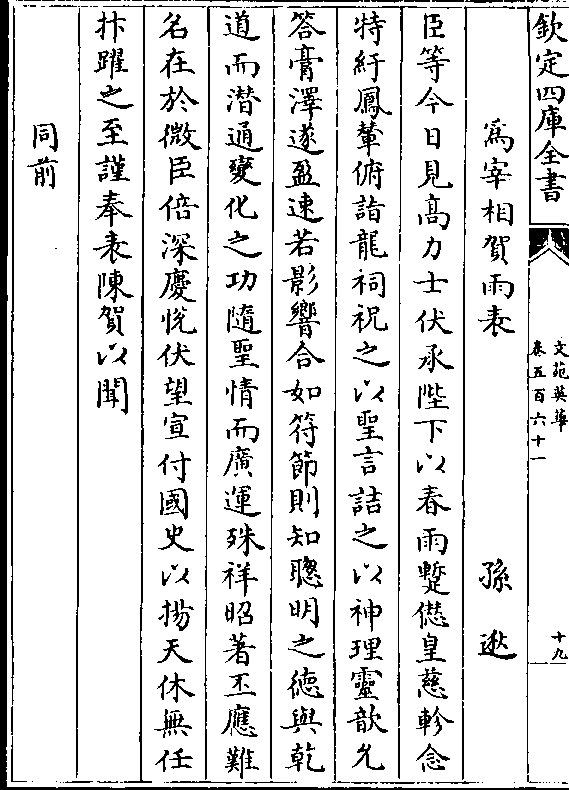 欽定四庫全書
文苑英華
卷五百六十一
十九
爲宰相賀雨表 孫逖
臣等今日見髙力士伏承陛下以春雨蹔愆皇慈軫念
特紆鳳輦俯詣龍祠祝之以聖言詰之以神理靈歆允
答膏澤遂盈速若影響合如符節則知聰明之徳與乾
道而潛通變化之功隨聖情而廣運殊祥昭著丕應難
名在於微臣倍深慶悅伏望宣付國史以揚天休無任
抃躍之至謹奉表陳賀以聞
同前